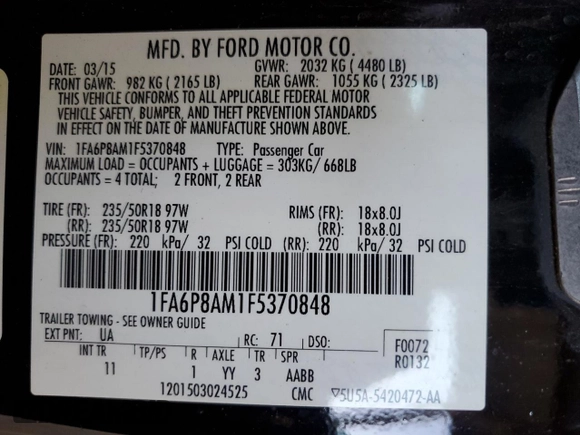 MFD. BY FORD MOTOR CO.
DATE: 03/15 GVWR: 2032 KG ( 4480 LB)
FRONT GAWR: 982 KG ( 2165 LB) REAR GAWR: 1055 KG ( 2325 LB)
THIS VEHICLE CONFORMS TO ALL APPLICABLE FEDERAL MOTOR
VEHICLE SAFETY, BUMPER, AND THEFT PREVENTION STANDARDS
IN EFFECT ON THE DATE OF MANUFACTURE SHOWN ABOVE.
VIN: 1FA6P8AM1F5370848 TYPE: Passenger Car
MAXIMUM LOAD = OCCUPANTS + LUGGAGE = 303KG/ 668LB
OCCUPANTS = 4 TOTAL; 2 FRONT, 2 REAR
TIRE (FR): 235/50R18 97W RIMS (FR): 18x8.0J
(RR): 235/50R18 97W (RR): 18x8.0J
PRESSURE (FR): 220 kPa/ 32 PSI COLD (RR): 220 kPa/ 32 PSI COLD
1FA6P8AM1F5370848
TRAILER TOWING - SEE OWNER GUIDE
EXT PNT: UA RC: 71 DSO: F0072
INT TR TP/PS R AXLE TR SPR R0132
11 1 YY 3 AABB
1201503024525 CMC ▽5U5A-5420472-AA